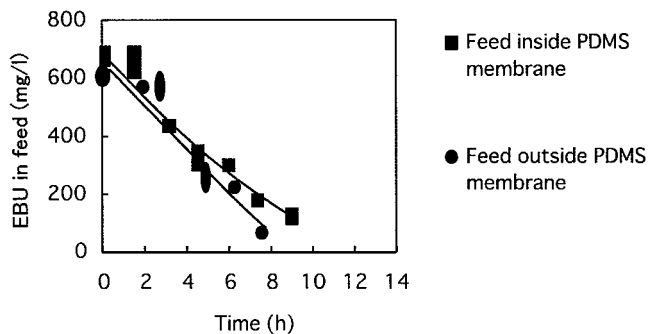 800
600
400
200
0
EBU in feed (mg/l)
0 2 4 6 8 10 12 14
Time (h)
Feed inside PDMS
membrane
Feed outside PDMS
membrane